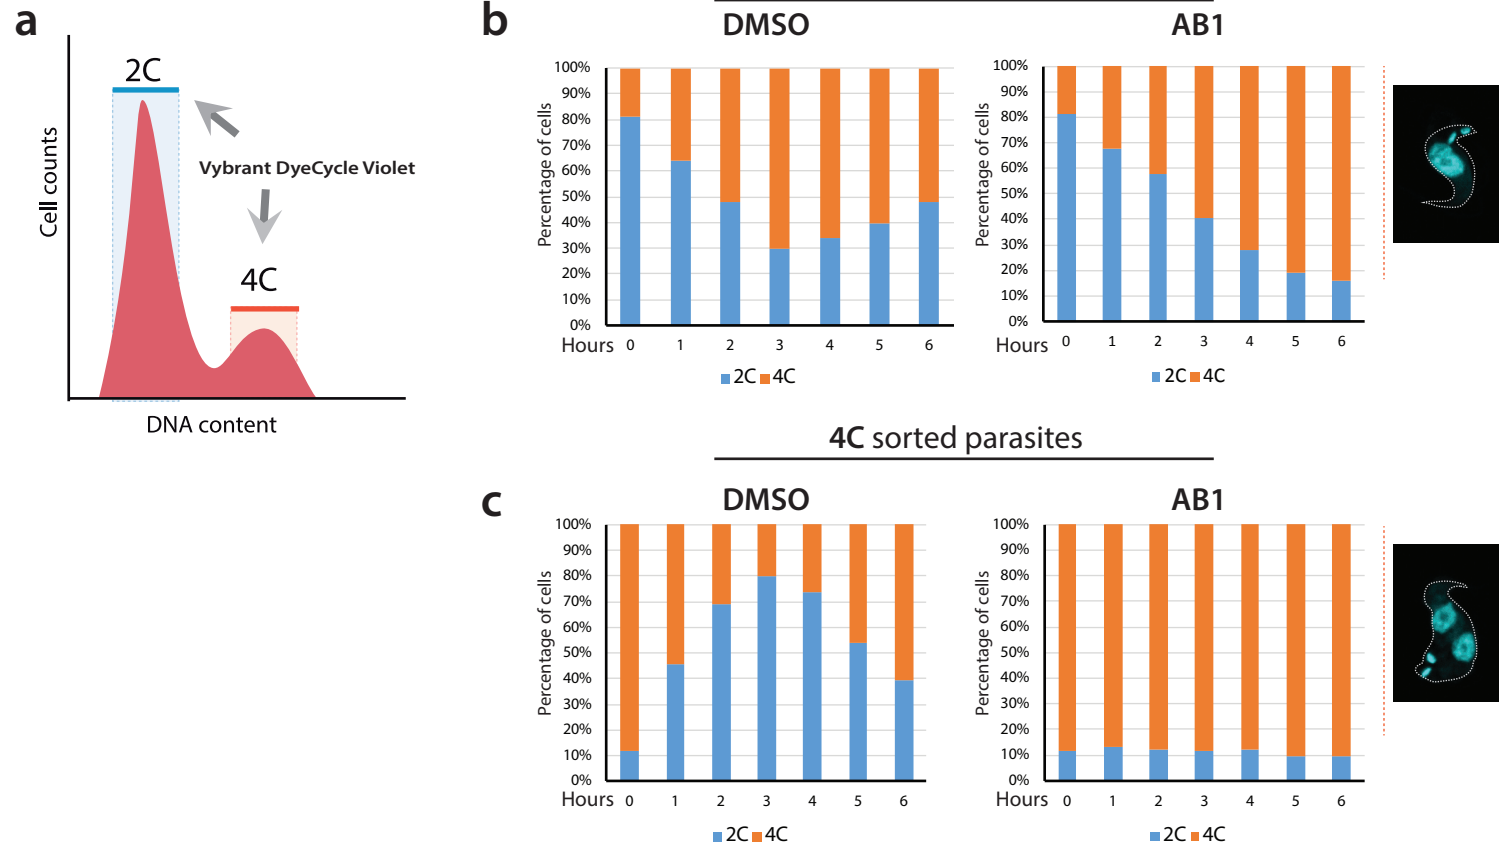 a
2C
Vybrant DyeCycle Violet
4C
Cell counts
DNA content
b
DMSO
AB1
100%
90%
80%
70%
60%
50%
40%
30%
20%
10%
0%
Percentage of cells
Hours 0 1 2 3 4 5 6
2C 4C
100%
90%
80%
70%
60%
50%
40%
30%
20%
10%
0%
Percentage of cells
Hours 0 1 2 3 4 5 6
2C 4C
4C sorted parasites
c
DMSO
AB1
100%
90%
80%
70%
60%
50%
40%
30%
20%
10%
0%
Percentage of cells
Hours 0 1 2 3 4 5 6
2C 4C
100%
90%
80%
70%
60%
50%
40%
30%
20%
10%
0%
Percentage of cells
Hours 0 1 2 3 4 5 6
2C 4C